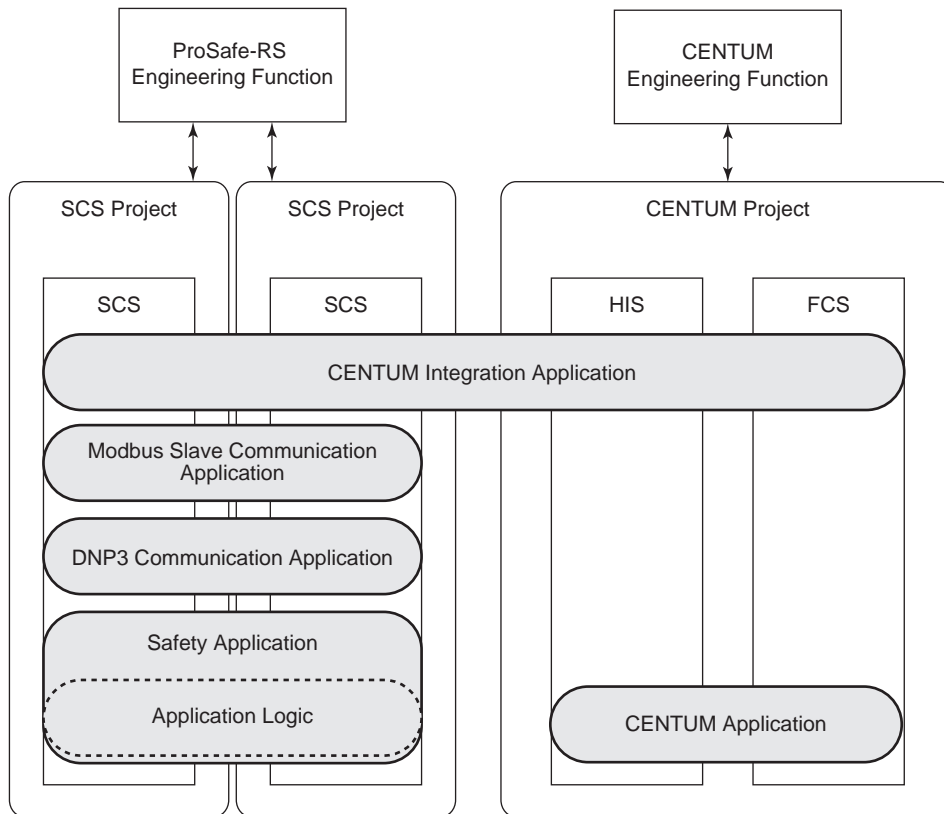 ProSafe-RS
Engineering Function
CENTUM
Engineering Function
SCS Project
SCS Project
CENTUM Project
SCS
SCS
HIS
FCS
CENTUM Integration Application
Modbus Slave Communication
Application
DNP3 Communication Application
Safety Application
Application Logic
CENTUM Application